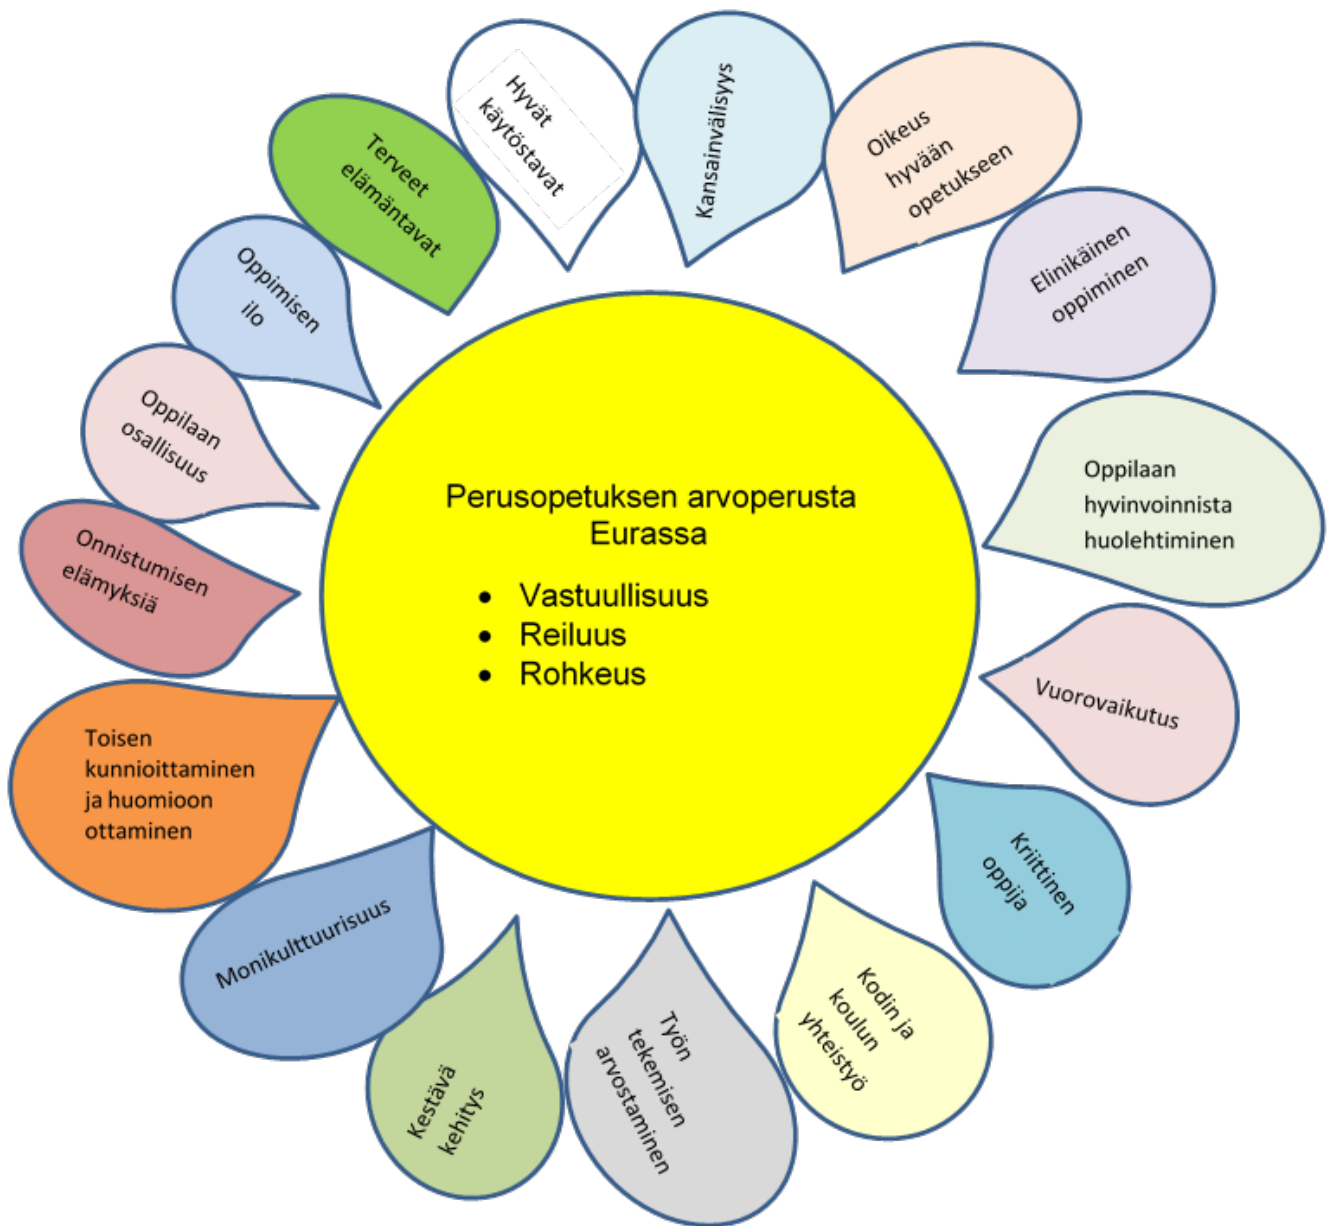 Perusopetuksen arvoperusta
Eurassa
• Vastuullisuus
• Reiluus
• Rohkeus
Hyvät
käytöstavat
Kansainvälisyys
Oikeus
hyvään
opetukseen
Elinikäinen
oppiminen
Oppilaan
hyvinvoinnista
huolehtiminen
Vuorovaikutus
Kriittinen
oppija
Kodin ja
koulun
yhteistyö
Työn
tekemisen
arvostaminen
Kestävä
kehitys
Monikulttuurisuus
Toisen
kunnioittaminen
ja huomioon
ottaminen
Onnistumisen
elämyksiä
Oppilaan
osallisuus
Oppimisen
ilo
Terveet
elämäntavat